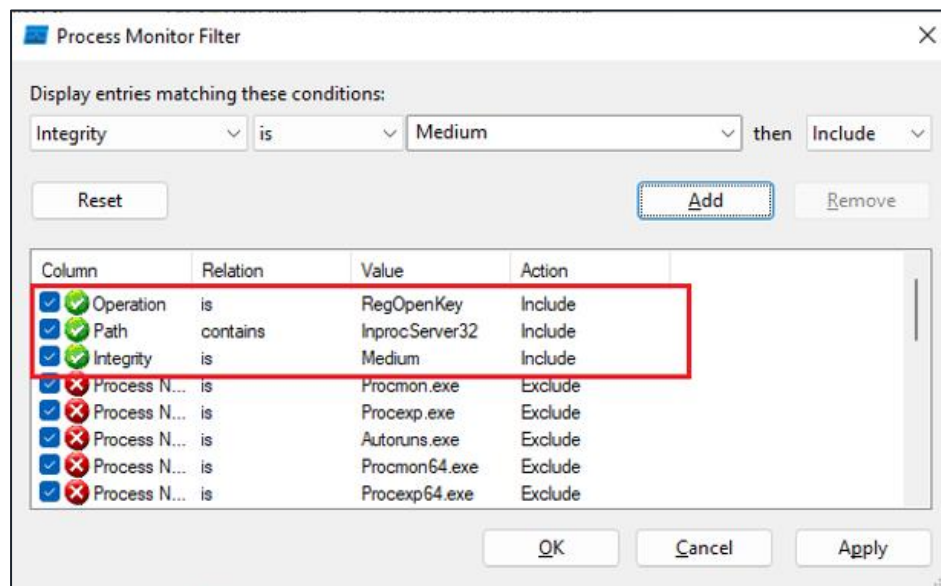 Process Monitor Filter
Display entries matching these conditions:
Integrity is Medium then Include
Reset Add Remove
Column Relation Value Action
Operation is RegOpenKey Include
Path contains InprocServer32 Include
Integrity is Medium Include
Process N... is Procmon.exe Exclude
Process N... is Procexp.exe Exclude
Process N... is Autoruns.exe Exclude
Process N... is Procmon64.exe Exclude
Process N... is Procexp64.exe Exclude
OK Cancel Apply